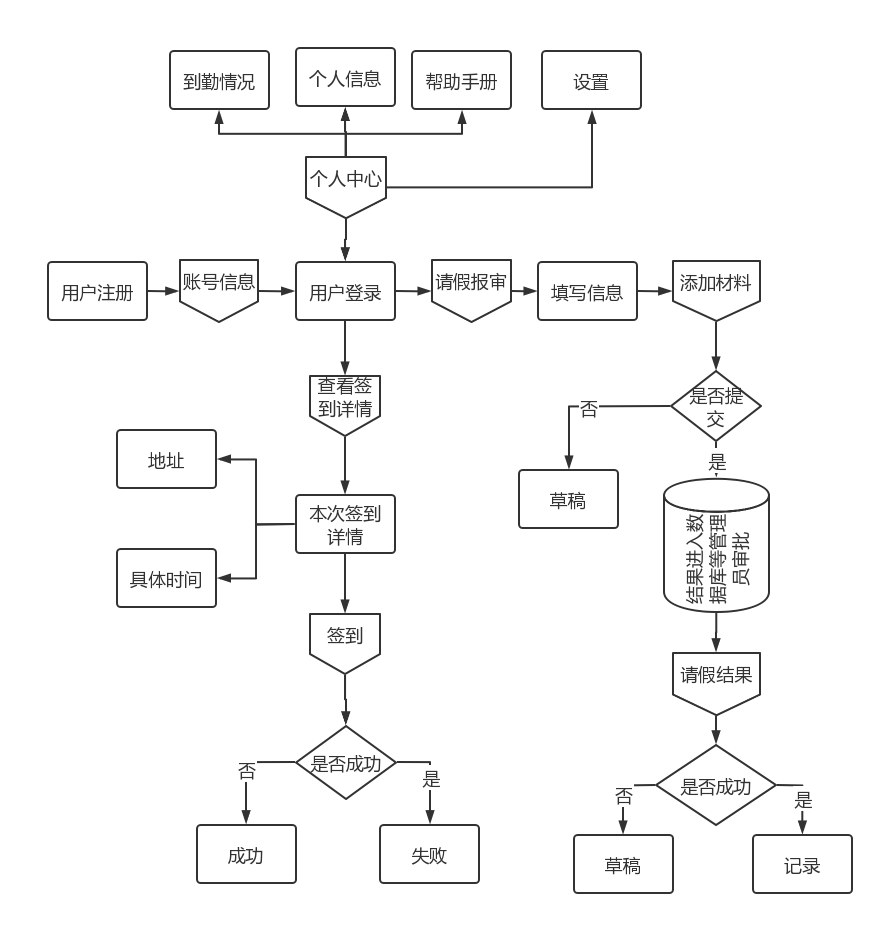 到勤情况
个人信息
帮助手册
设置
个人中心
用户注册
账号信息
用户登录
请假报审
填写信息
添加材料
查看签
到详情
是否提
交
否
是
地址
草稿
本次签到
详情
结果进入数
据库等管理
员审批
具体时间
签到
请假结果
是否成功
否
是
是否成功
否
是
成功
失败
草稿
记录